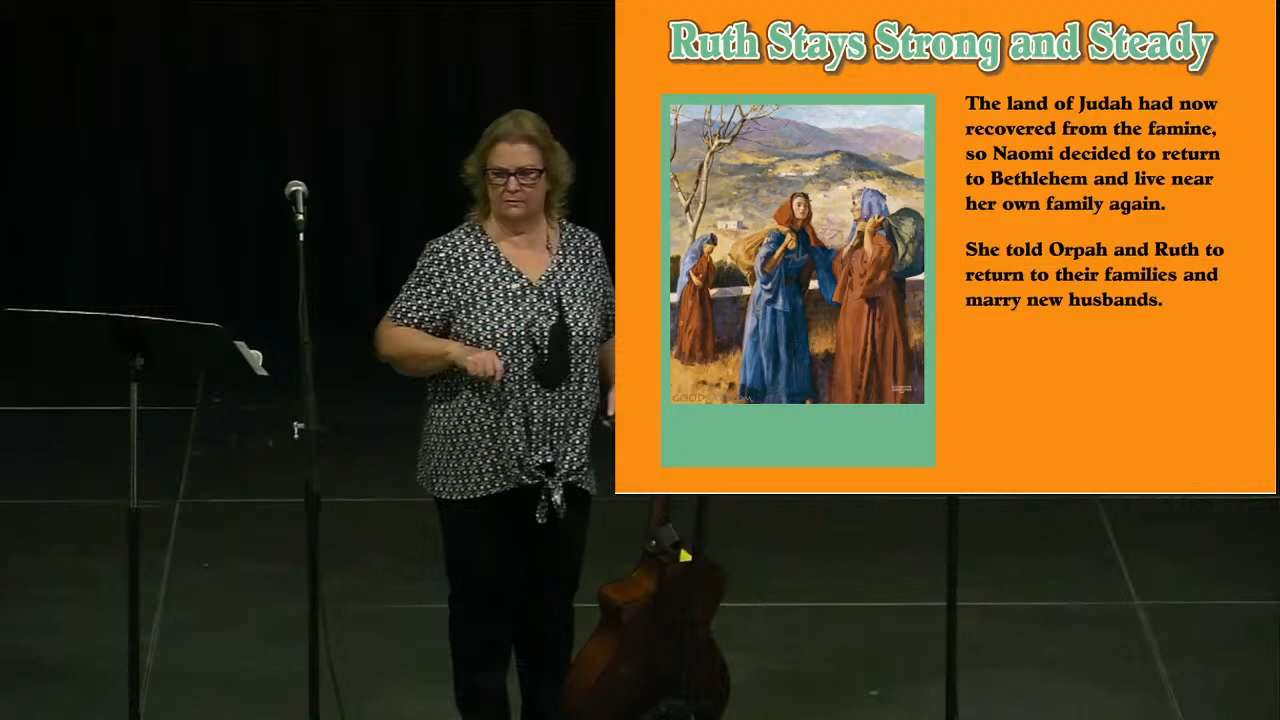 Ruth Stays Strong and Steady
The land of Judah had now
recovered from the famine,
so Naomi decided to return
to Bethlehem and live near
her own family again.
She told Orpah and Ruth to
return to their families and
marry new husbands.